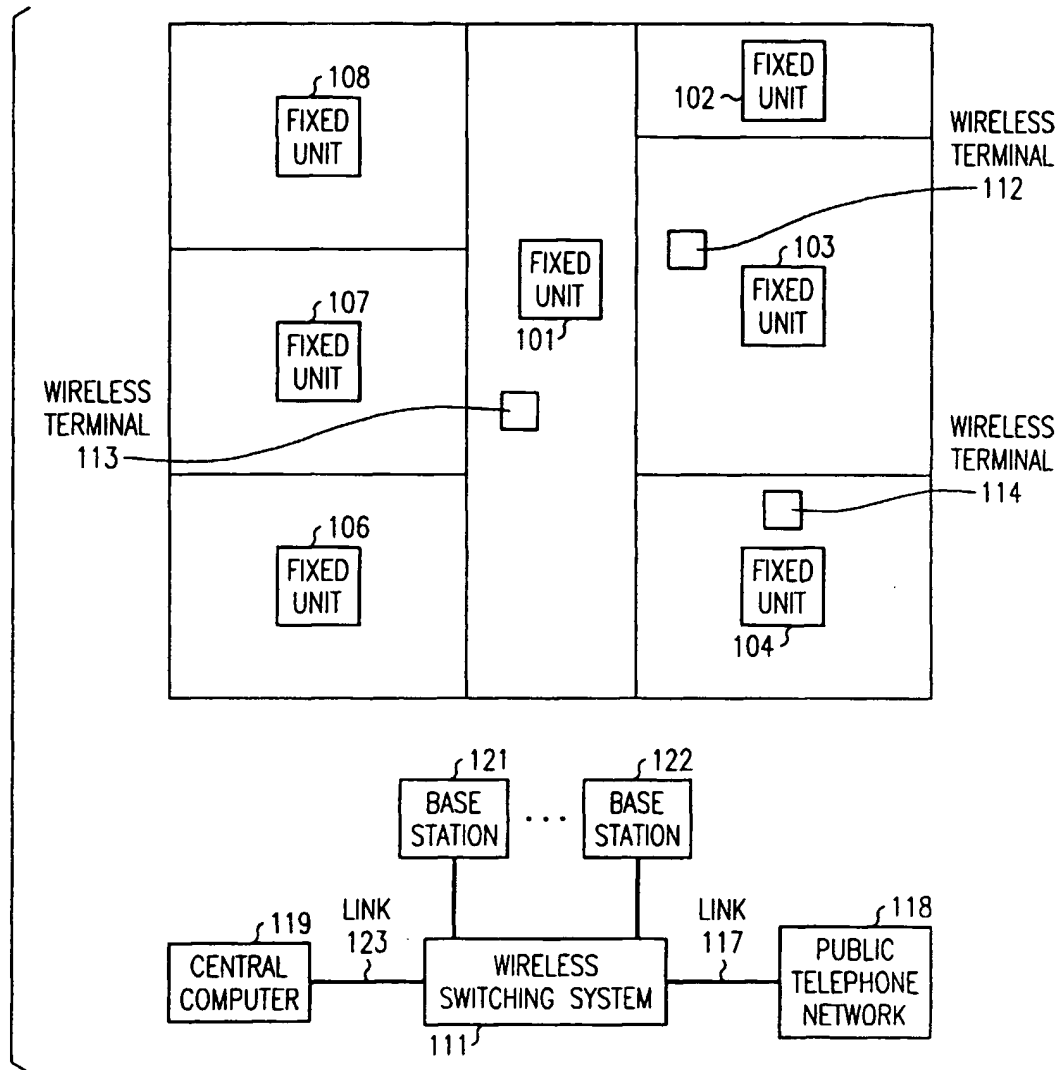 108
FIXED
UNIT
102
FIXED
UNIT
WIRELESS
TERMINAL
112
FIXED
UNIT
101
103
FIXED
UNIT
107
FIXED
UNIT
WIRELESS
TERMINAL
113
WIRELESS
TERMINAL
114
106
FIXED
UNIT
FIXED
UNIT
104
121
BASE
STATION
...
122
BASE
STATION
119
CENTRAL
COMPUTER
LINK
123
WIRELESS
SWITCHING SYSTEM
111
LINK
117
118
PUBLIC
TELEPHONE
NETWORK